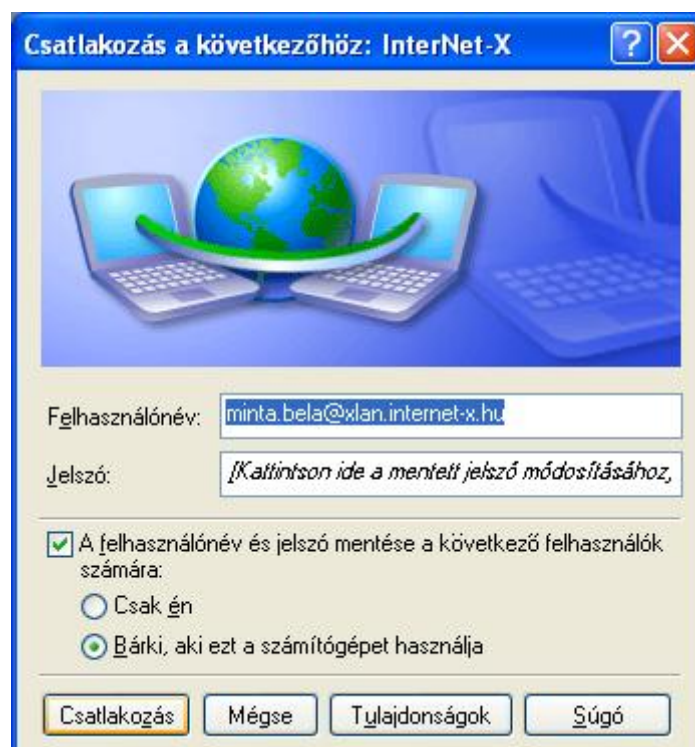 Csatlakozás a következőhöz: InterNet-X
Felhasználónév:
minta.bela@xlan.internet-x.hu
Jelszó:
[Kattintson ide a mentett jelszó módosításához,
A felhasználónév és jelszó mentése a következő felhasználók
számára:
Csak én
Bárki, aki ezt a számítógépet használja
Csatlakozás
Mégse
Tulajdonságok
Súgó